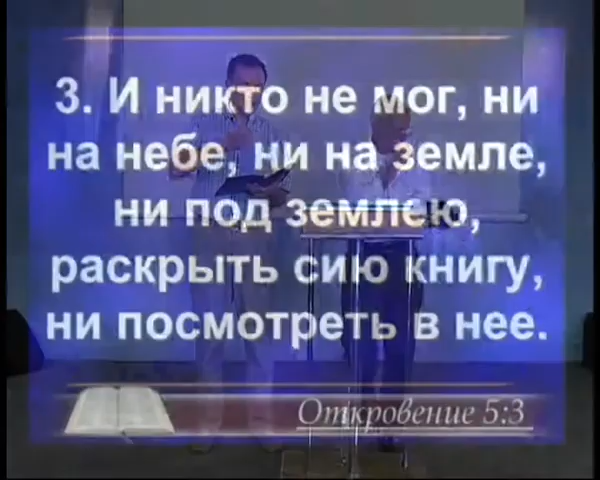 3. И никто не мог, ни
на небе, ни на земле,
ни под землею,
раскрыть сию книгу,
ни посмотреть в нее.
Откровение 5:3